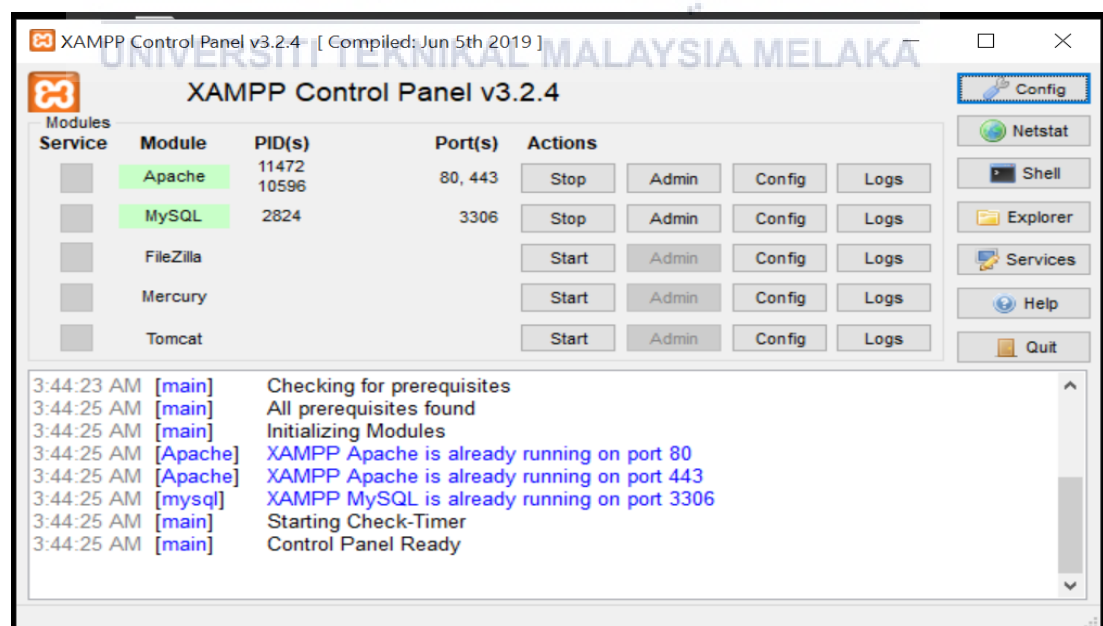 XAMPP Control Panel v3.2.4 [ Compiled: Jun 5th 2019 ]
UNIVERSITI TEKNIKAL MALAYSIA MELAKA
XAMPP Control Panel v3.2.4
Config
Modules
Service Module PID(s) Port(s) Actions
Netstat
Apache 11472 10596 80, 443 Stop Admin Config Logs
Shell
MySQL 2824 3306 Stop Admin Config Logs
Explorer
FileZilla Start Admin Config Logs
Services
Mercury Start Admin Config Logs
Help
Tomcat Start Admin Config Logs
Quit
3:44:23 AM [main] Checking for prerequisites
3:44:25 AM [main] All prerequisites found
3:44:25 AM [main] Initializing Modules
3:44:25 AM [Apache] XAMPP Apache is already running on port 80
3:44:25 AM [Apache] XAMPP Apache is already running on port 443
3:44:25 AM [mysql] XAMPP MySQL is already running on port 3306
3:44:25 AM [main] Starting Check-Timer
3:44:25 AM [main] Control Panel Ready